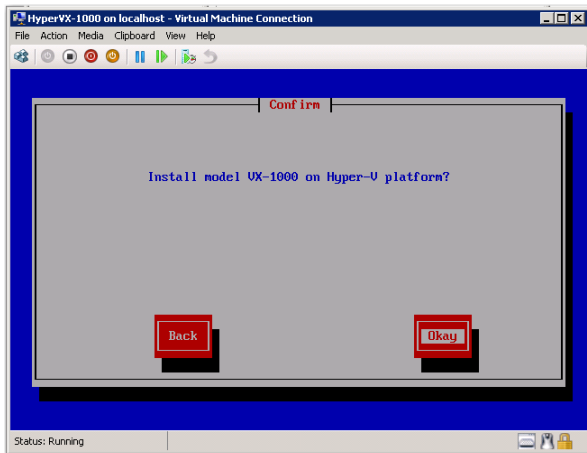 HyperVX-1000 on localhost - Virtual Machine Connection
File Action Media Clipboard View Help
Confirm
Install model VX-1000 on Hyper-V platform?
Back Okay
Status: Running